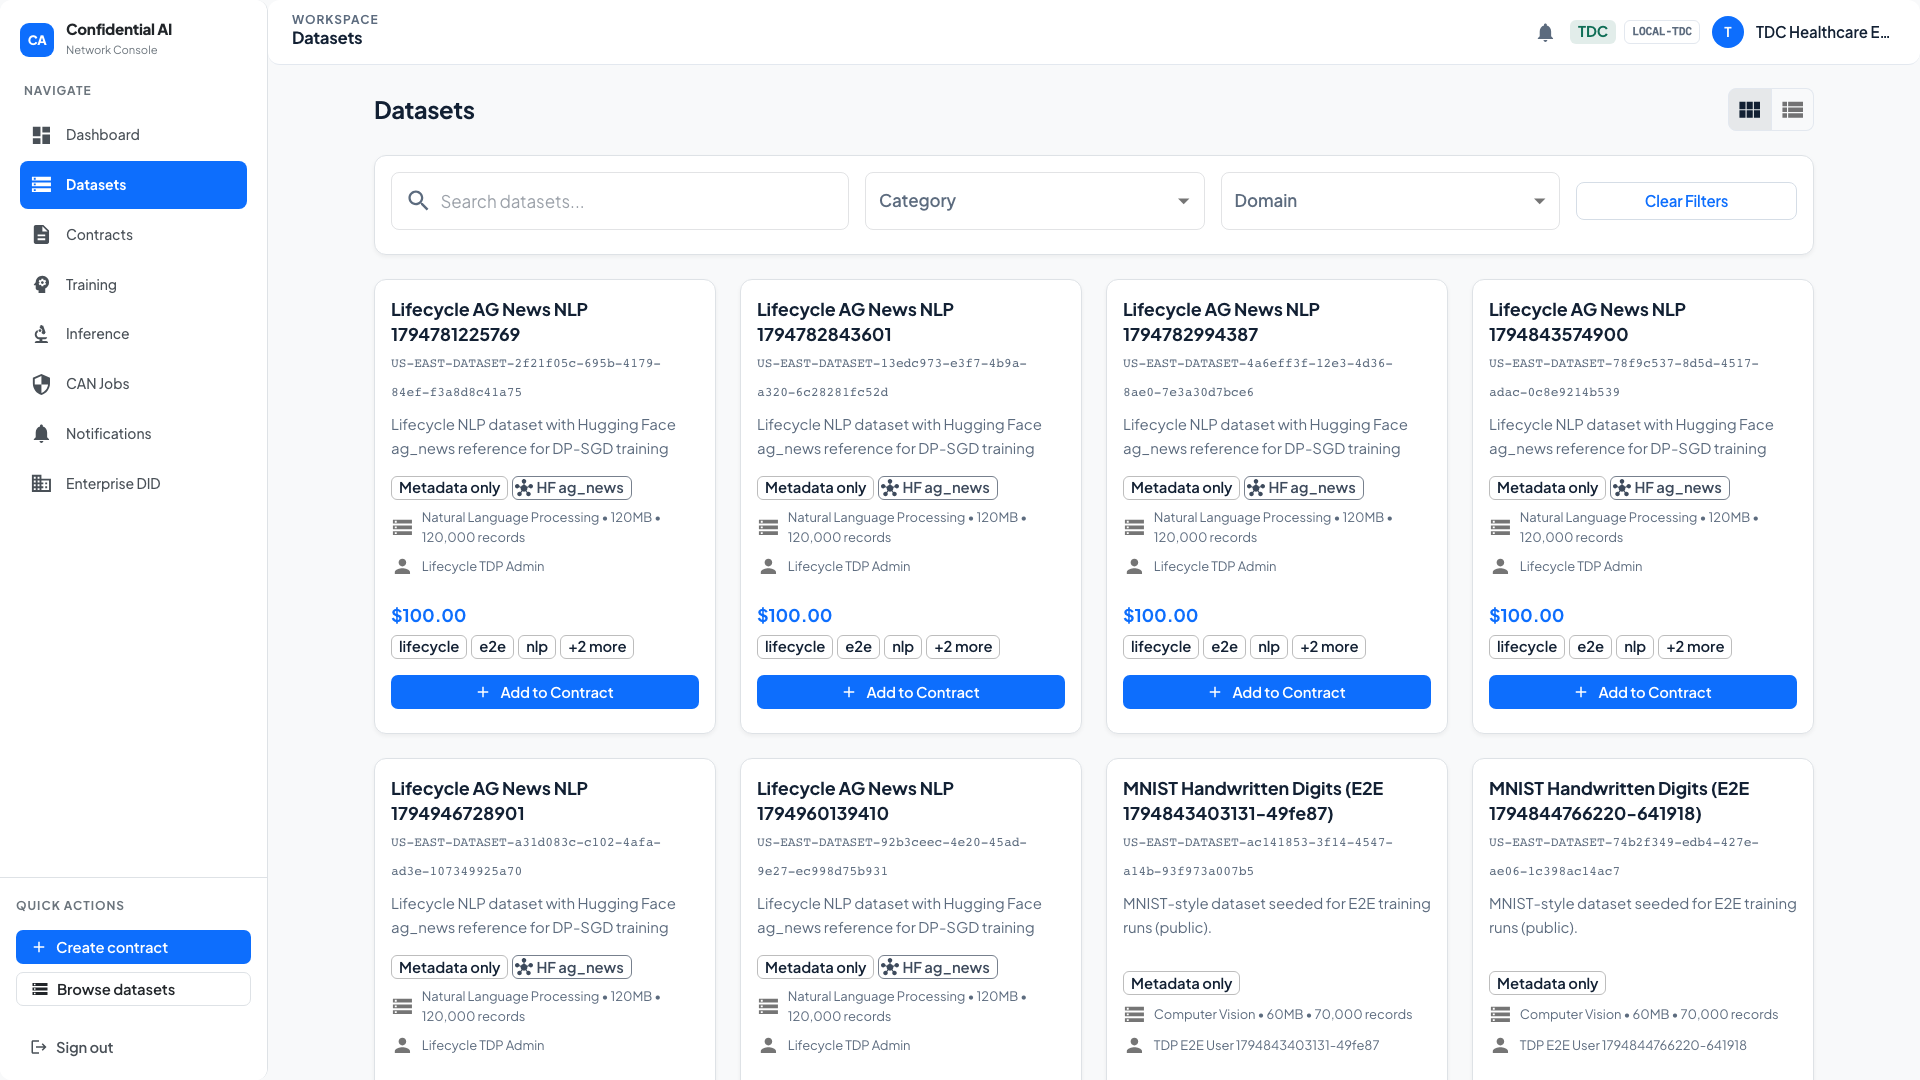 CA
Confidential AI
Network Console
NAVIGATE
Dashboard
Datasets
Contracts
Training
Inference
CAN Jobs
Notifications
Enterprise DID
QUICK ACTIONS
Create contract
Browse datasets
Sign out
WORKSPACE
Datasets
TDC
LOCAL-TDC
T
TDC Healthcare E...
Datasets
Search datasets...
Category
Domain
Clear Filters
Lifecycle AG News NLP
1794781225769
US-EAST-DATASET-2f21f05c-695b-4179-
84ef-f3a8d8c41a75
Lifecycle NLP dataset with Hugging Face
ag_news reference for DP-SGD training
Metadata only
HF ag_news
Natural Language Processing • 120MB •
120,000 records
Lifecycle TDP Admin
$100.00
lifecycle
e2e
nlp
+2 more
Add to Contract
Lifecycle AG News NLP
1794782843601
US-EAST-DATASET-13edc973-e3f7-4b9a-
a320-6c28281fc52d
Lifecycle NLP dataset with Hugging Face
ag_news reference for DP-SGD training
Metadata only
HF ag_news
Natural Language Processing • 120MB •
120,000 records
Lifecycle TDP Admin
$100.00
lifecycle
e2e
nlp
+2 more
Add to Contract
Lifecycle AG News NLP
1794782994387
US-EAST-DATASET-4a6eff3f-12e3-4d36-
8ae0-7e3a30d7bce6
Lifecycle NLP dataset with Hugging Face
ag_news reference for DP-SGD training
Metadata only
HF ag_news
Natural Language Processing • 120MB •
120,000 records
Lifecycle TDP Admin
$100.00
lifecycle
e2e
nlp
+2 more
Add to Contract
Lifecycle AG News NLP
1794843574900
US-EAST-DATASET-78f9c537-8d5d-4517-
adac-0c8e9214b539
Lifecycle NLP dataset with Hugging Face
ag_news reference for DP-SGD training
Metadata only
HF ag_news
Natural Language Processing • 120MB •
120,000 records
Lifecycle TDP Admin
$100.00
lifecycle
e2e
nlp
+2 more
Add to Contract
Lifecycle AG News NLP
1794946728901
US-EAST-DATASET-a31d083c-c102-4afa-
ad3e-107349925a70
Lifecycle NLP dataset with Hugging Face
ag_news reference for DP-SGD training
Metadata only
HF ag_news
Natural Language Processing • 120MB •
120,000 records
Lifecycle TDP Admin
Lifecycle AG News NLP
1794960139410
US-EAST-DATASET-92b3ceec-4e20-45ad-
9e27-ec998d75b931
Lifecycle NLP dataset with Hugging Face
ag_news reference for DP-SGD training
Metadata only
HF ag_news
Natural Language Processing • 120MB •
120,000 records
Lifecycle TDP Admin
MNIST Handwritten Digits (E2E
1794843403131-49fe87)
US-EAST-DATASET-ac141853-3f14-4547-
a14b-93f973a007b5
MNIST-style dataset seeded for E2E training
runs (public).
Metadata only
Computer Vision • 60MB • 70,000 records
TDP E2E User 1794843403131-49fe87
MNIST Handwritten Digits (E2E
1794844766220-641918)
US-EAST-DATASET-74b2f349-edb4-427e-
ae06-1c398ac14ac7
MNIST-style dataset seeded for E2E training
runs (public).
Metadata only
Computer Vision • 60MB • 70,000 records
TDP E2E User 1794844766220-641918